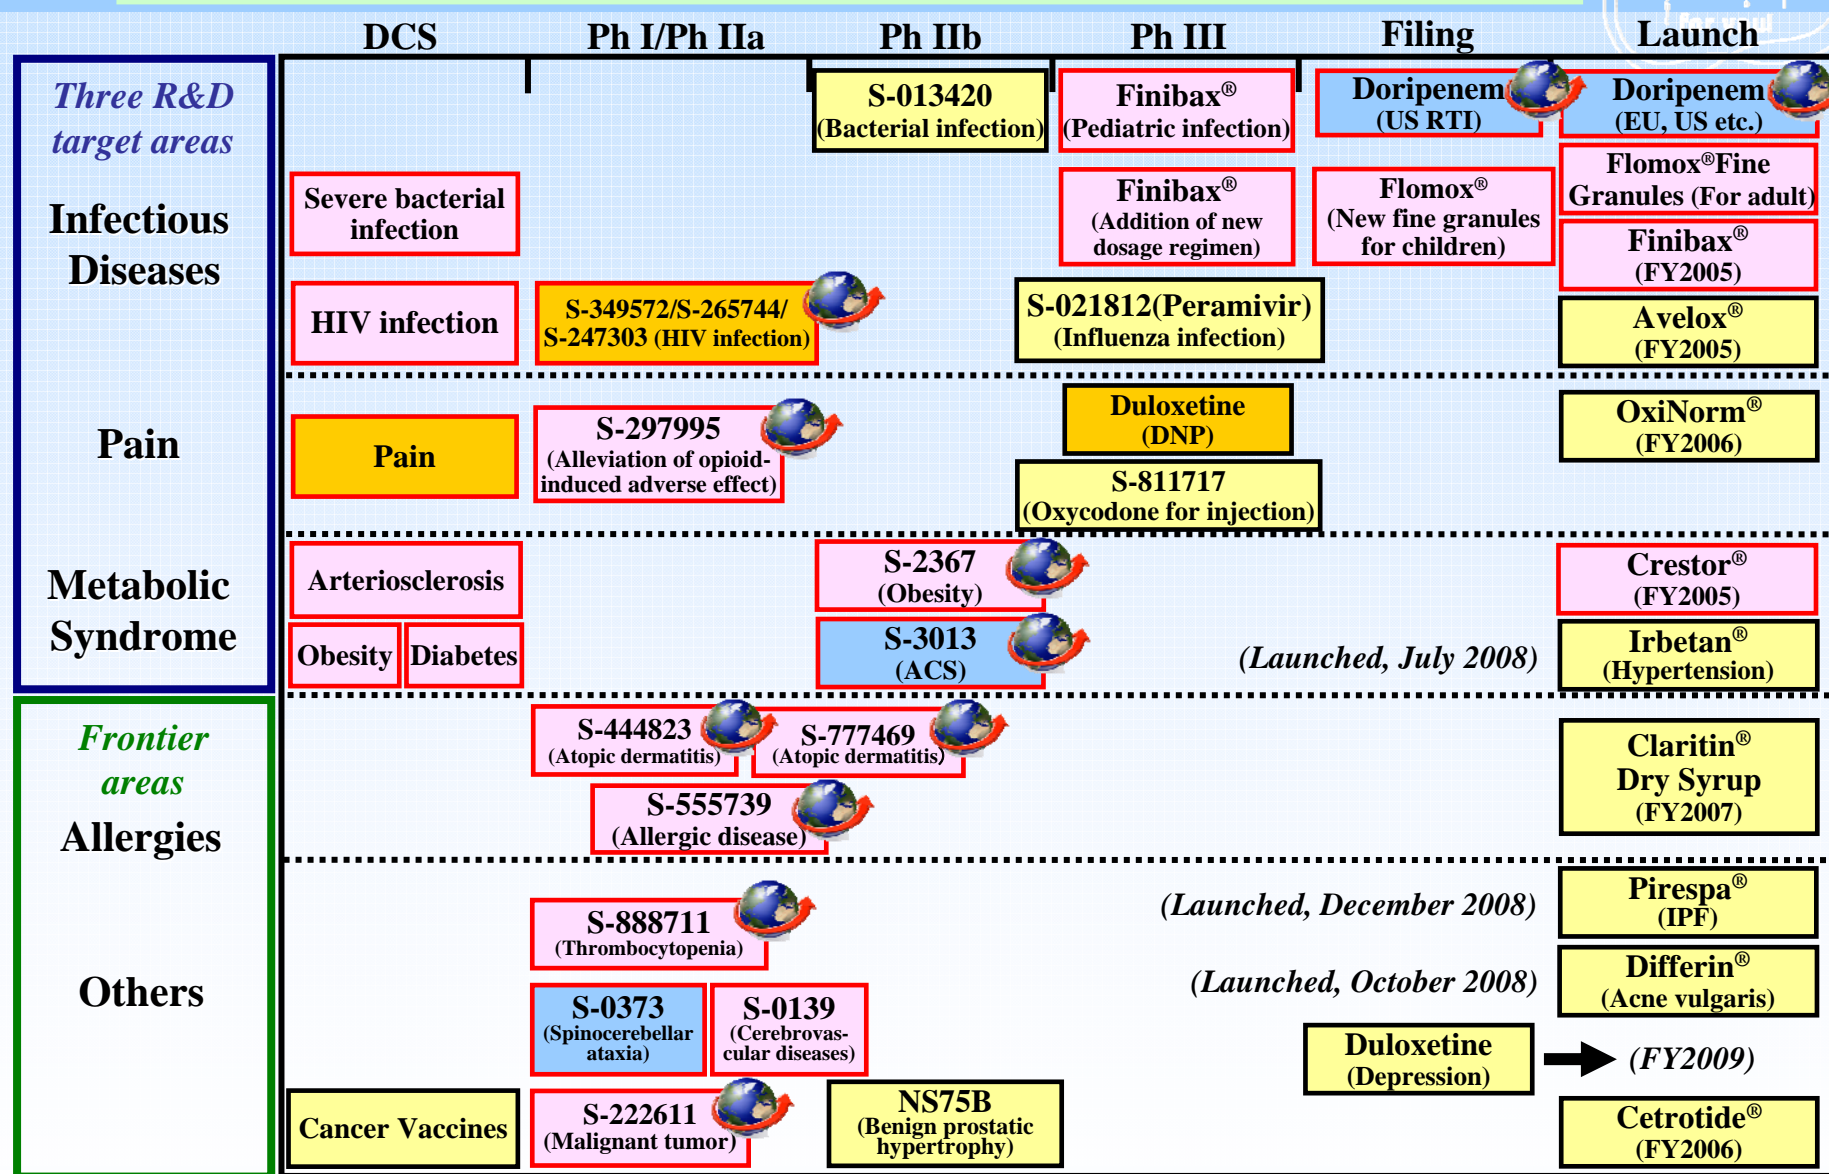 for you!
DCS
Ph I/Ph IIa
Ph IIb
Ph III
Filing
Launch
Three R&D
target areas
Infectious
Diseases
S-013420
(Bacterial infection)
Finibax®
(Pediatric infection)
Doripenem
(US RTI)
Doripenem
(EU, US etc.)
Severe bacterial
infection
Finibax®
(Addition of new
dosage regimen)
Flomox®
(New fine granules
for children)
Flomox®Fine
Granules (For adult)
Finibax®
(FY2005)
HIV infection
S-349572/S-265744/
S-247303 (HIV infection)
S-021812(Peramivir)
(Influenza infection)
Avelox®
(FY2005)
Pain
Pain
S-297995
(Alleviation of opioid-
induced adverse effect)
Duloxetine
(DNP)
S-811717
(Oxycodone for injection)
OxiNorm®
(FY2006)
Metabolic
Syndrome
Arteriosclerosis
Obesity
Diabetes
S-2367
(Obesity)
S-3013
(ACS)
Crestor®
(FY2005)
(Launched, July 2008)
Irbetan®
(Hypertension)
Frontier
areas
Allergies
S-444823
(Atopic dermatitis)
S-777469
(Atopic dermatitis)
S-555739
(Allergic disease)
Claritin®
Dry Syrup
(FY2007)
Others
S-888711
(Thrombocytopenia)
(Launched, December 2008)
Pirespa®
(IPF)
S-0373
(Spinocerebellar
ataxia)
S-0139
(Cerebrovas-
cular diseases)
(Launched, October 2008)
Differin®
(Acne vulgaris)
Duloxetine
(Depression)
(FY2009)
Cancer Vaccines
S-222611
(Malignant tumor)
NS75B
(Benign prostatic
hypertrophy)
Cetrotide®
(FY2006)